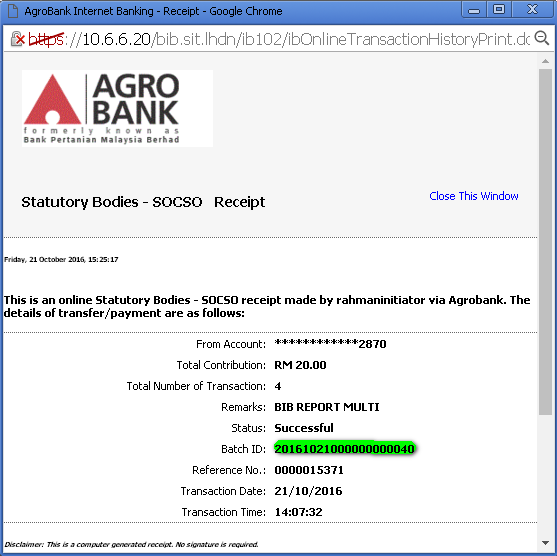 AgroBank Internet Banking - Receipt - Google Chrome
https://10.6.6.20/bib.sit.lhdn/ib102/ibOnlineTransactionHistoryPrint.do
AGRO
BANK
formerly known as
Bank Pertanian Malaysia Berhad
Statutory Bodies - SOCSO Receipt
Close This Window
Friday, 21 October 2016, 15:25:17
This is an online Statutory Bodies - SOCSO receipt made by rahmaninitiator via Agrobank. The
details of transfer/payment are as follows:
From Account: ************2870
Total Contribution: RM 20.00
Total Number of Transaction: 4
Remarks: BIB REPORT MULTI
Status: Successful
Batch ID: 20161021000000000040
Reference No.: 0000015371
Transaction Date: 21/10/2016
Transaction Time: 14:07:32
Disclaimer: This is a computer generated receipt. No signature is required.